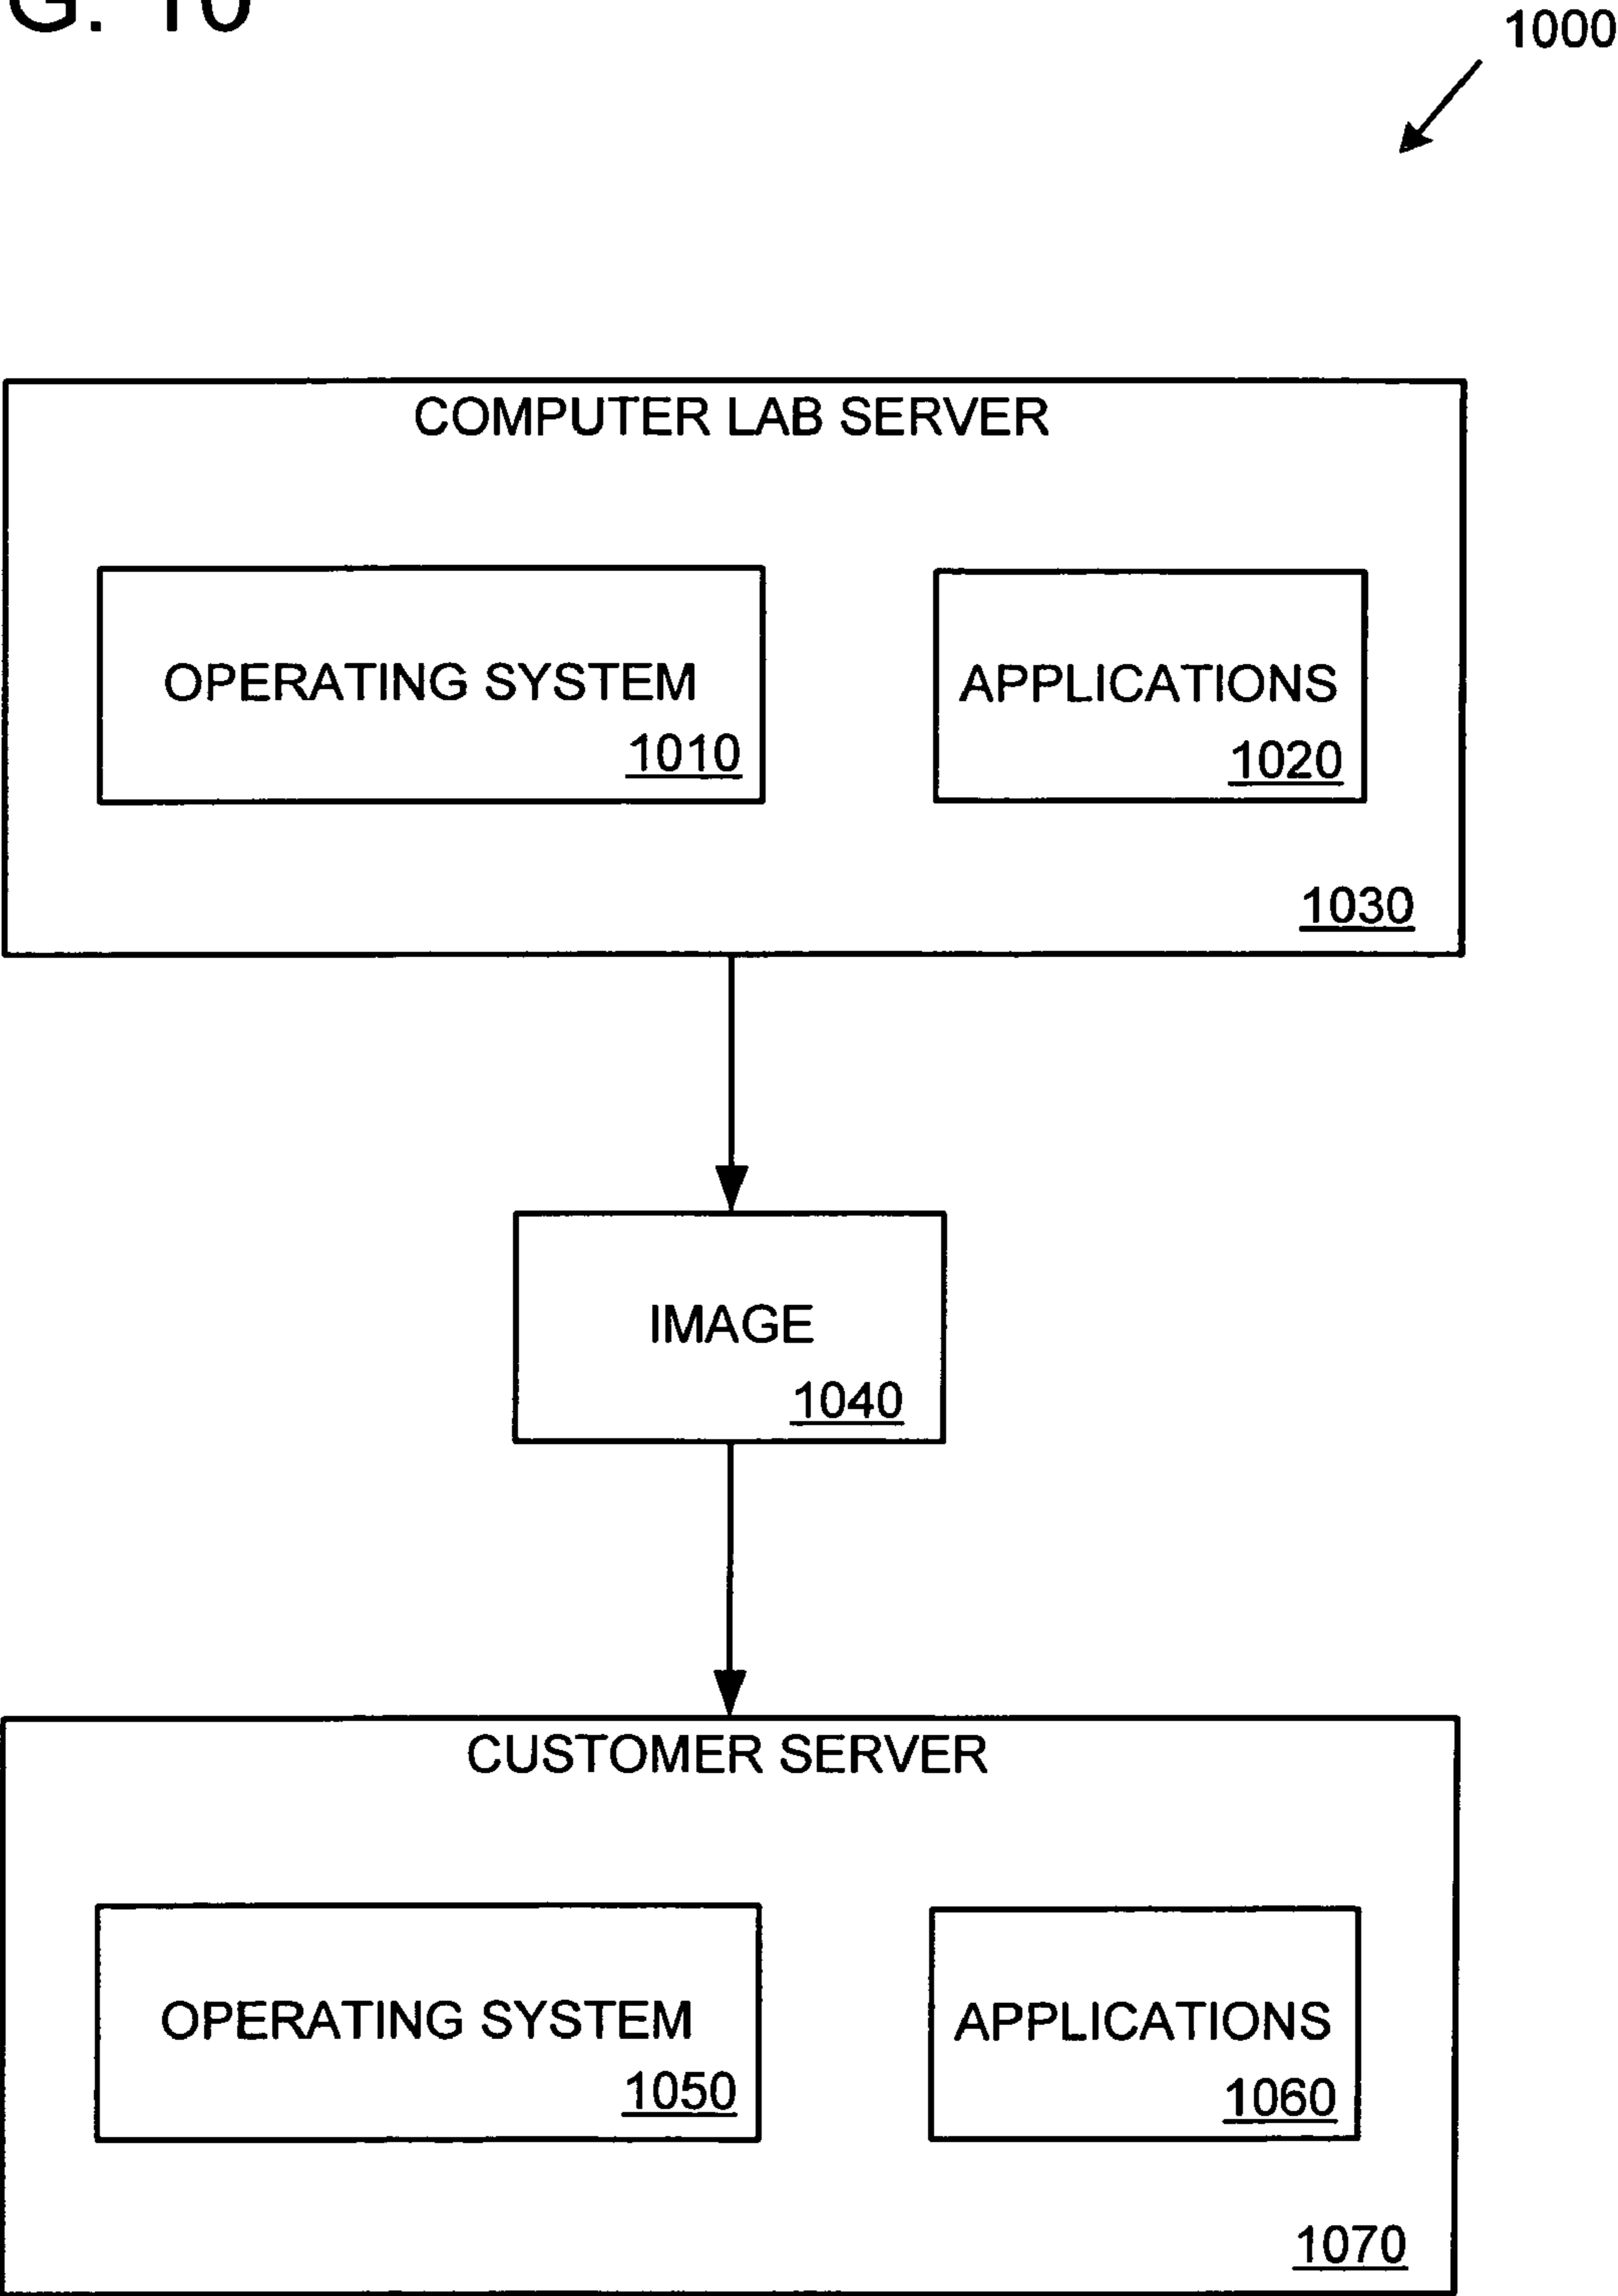 G. 10
1000
COMPUTER LAB SERVER
OPERATING SYSTEM
1010
APPLICATIONS
1020
1030
IMAGE
1040
CUSTOMER SERVER
OPERATING SYSTEM
1050
APPLICATIONS
1060
1070